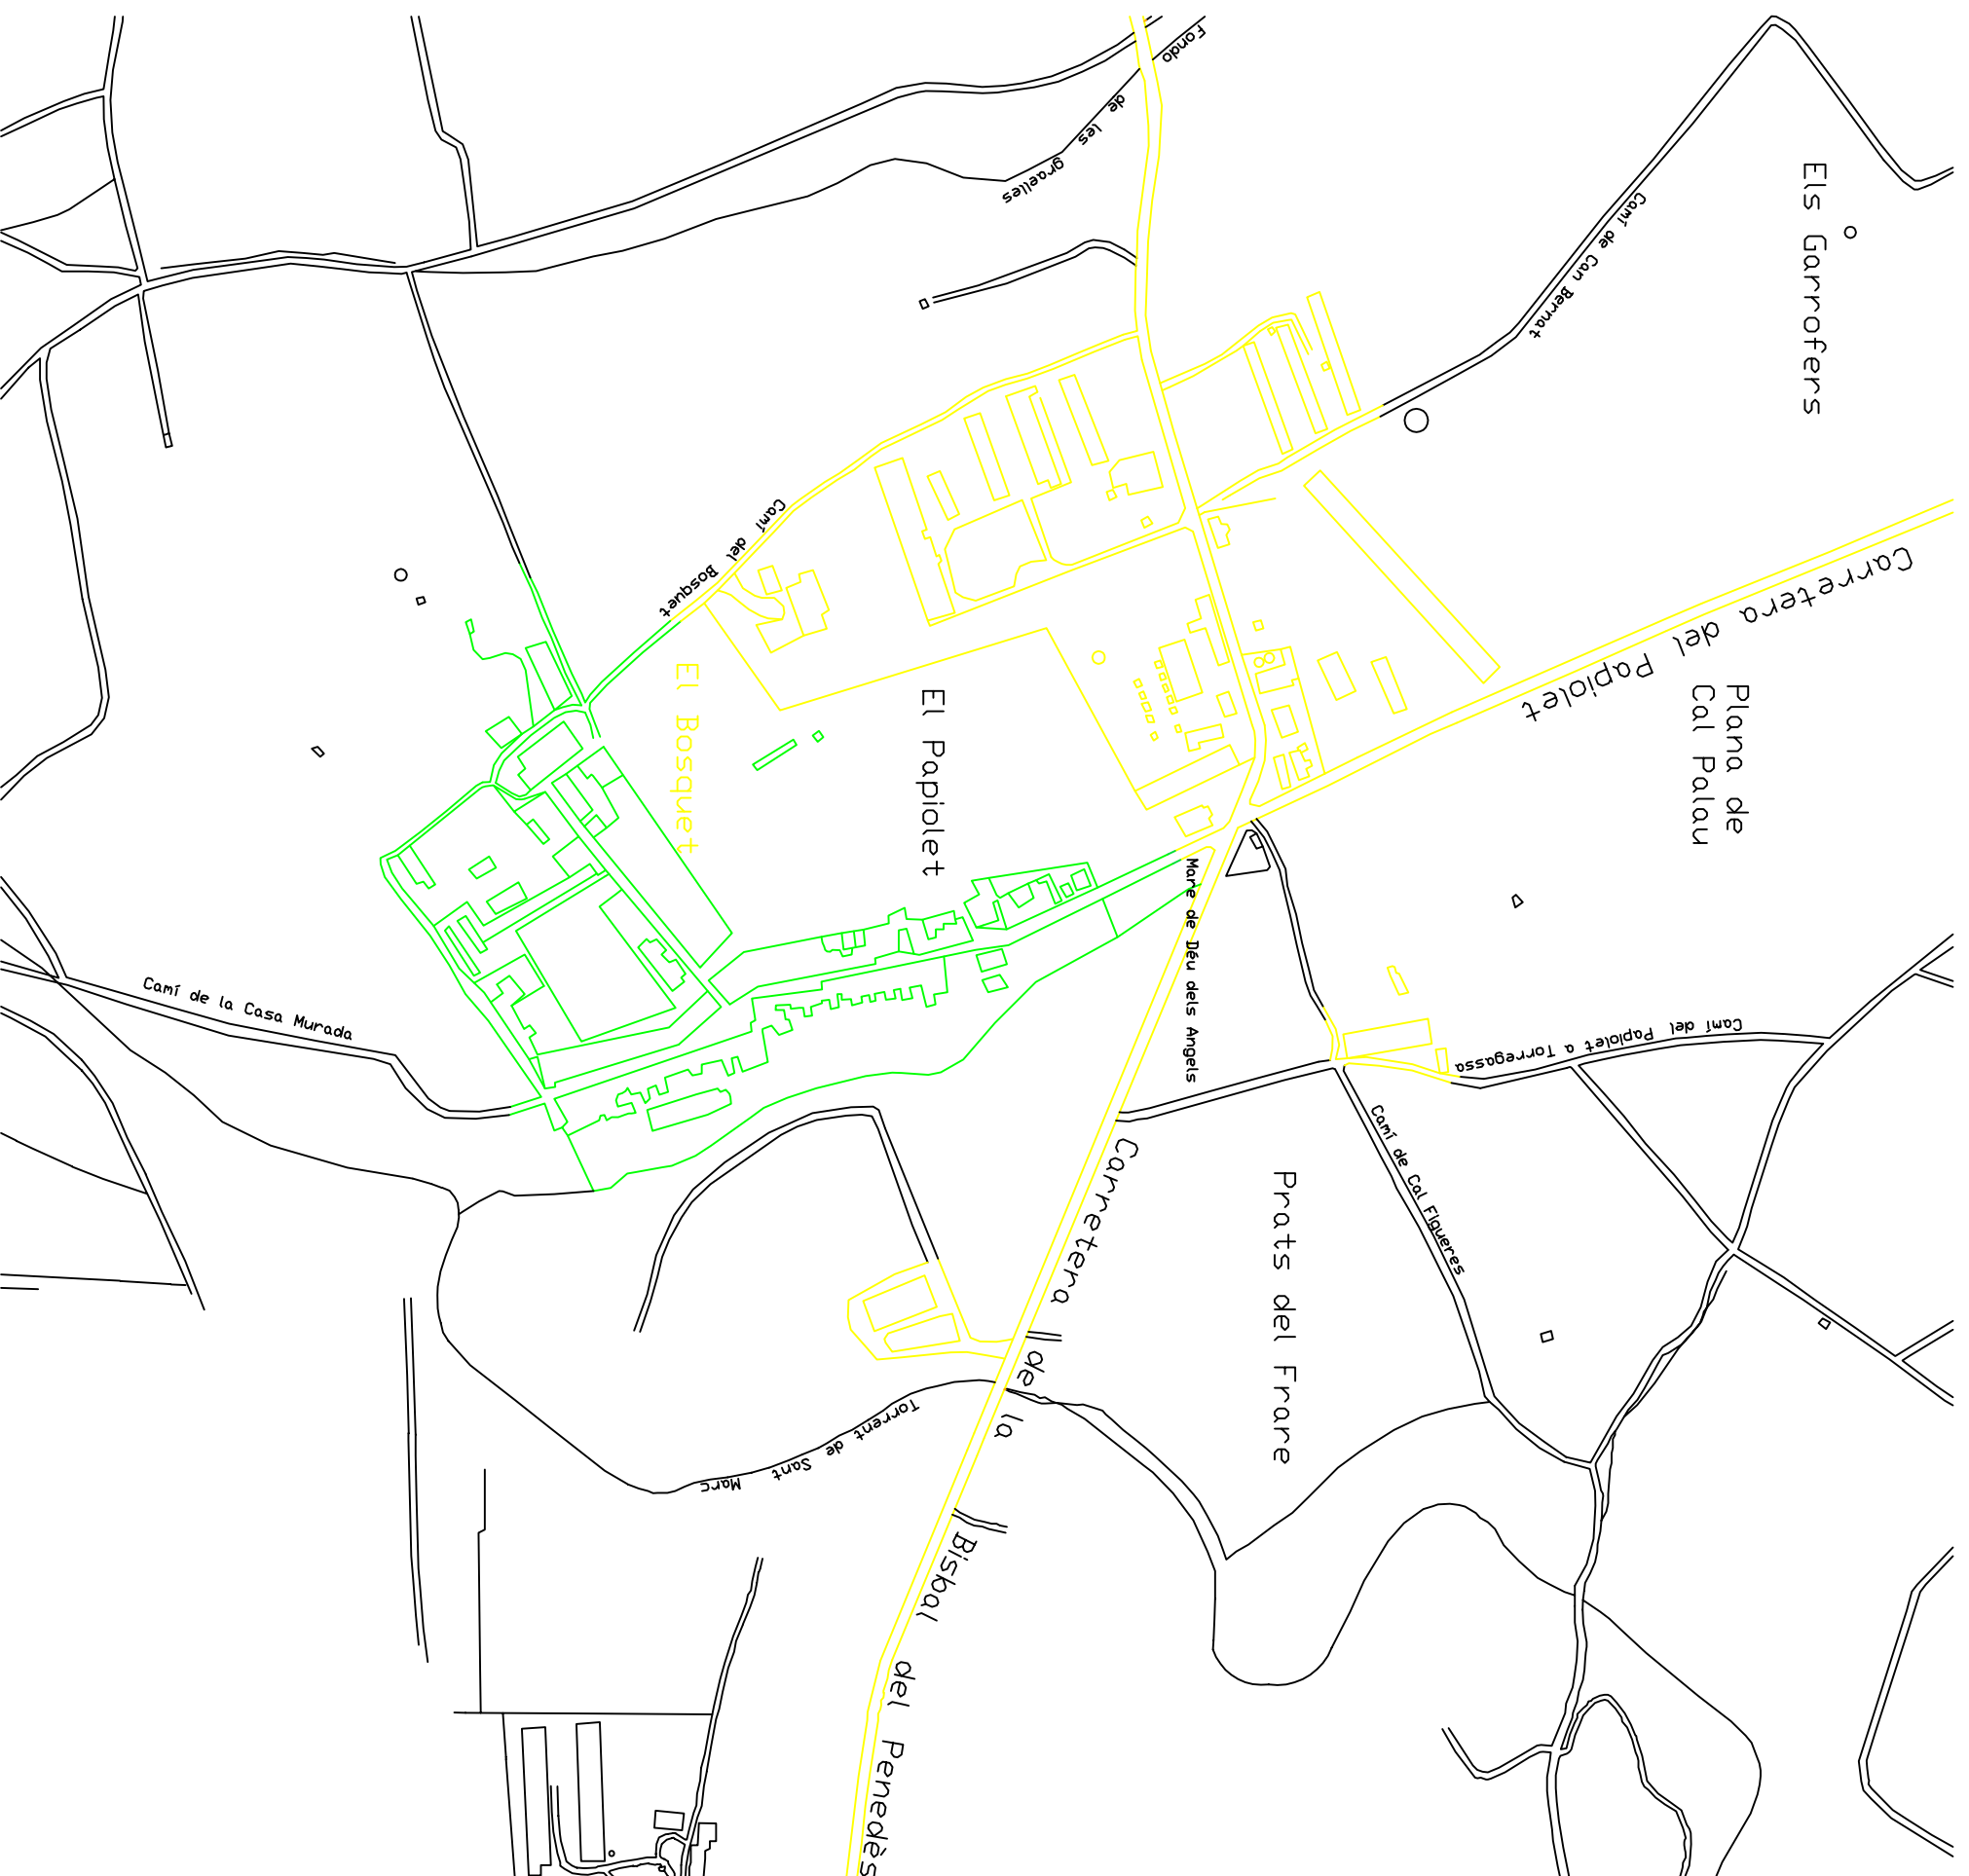 Fondo
de les
graelles
Camí de Can Bernat
Els Garrofers
Carretera del Papiolet
Camí del Bosquet
El Bosquet
El Papiolet
Plana de
Cal Palau
Mare de Déu dels Angels
Camí de la Casa Murada
Camí del Papiolet a Torregassa
Camí de Cal Figueres
Prats del Frare
Carretera de la Bisbal del Penedès
Torrent de Sant Marc